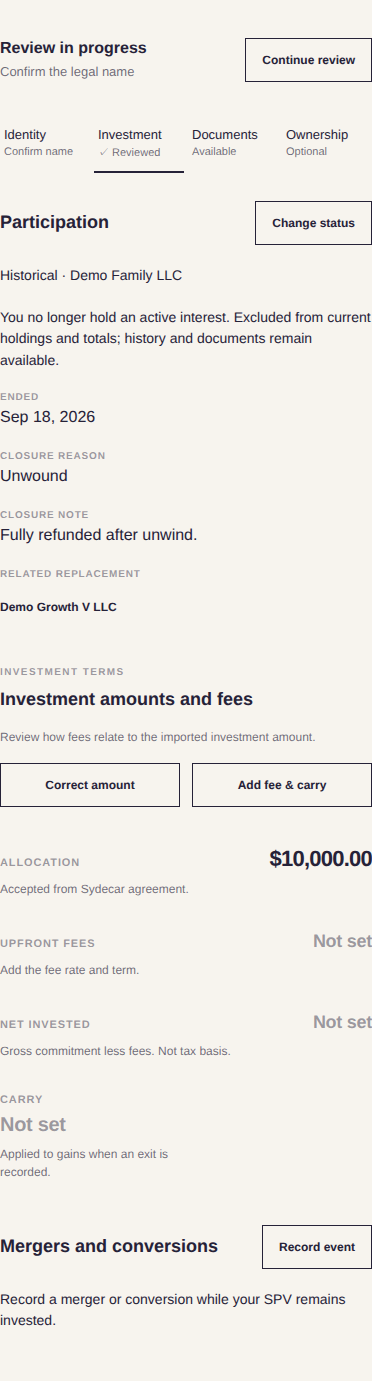 Review in progress
Continue review
Confirm the legal name
Identity
Investment
Documents
Ownership
Confirm name
✓ Reviewed
Available
Optional
Participation
Change status
Historical · Demo Family LLC
You no longer hold an active interest. Excluded from current
holdings and totals; history and documents remain
available.
ENDED
Sep 18, 2026
CLOSURE REASON
Unwound
CLOSURE NOTE
Fully refunded after unwind.
RELATED REPLACEMENT
Demo Growth V LLC
INVESTMENT TERMS
Investment amounts and fees
Review how fees relate to the imported investment amount.
Correct amount
Add fee & carry
ALLOCATION
$10,000.00
Accepted from Sydecar agreement.
UPFRONT FEES
Not set
Add the fee rate and term.
NET INVESTED
Not set
Gross commitment less fees. Not tax basis.
CARRY
Not set
Applied to gains when an exit is
recorded.
Mergers and conversions
Record event
Record a merger or conversion while your SPV remains
invested.